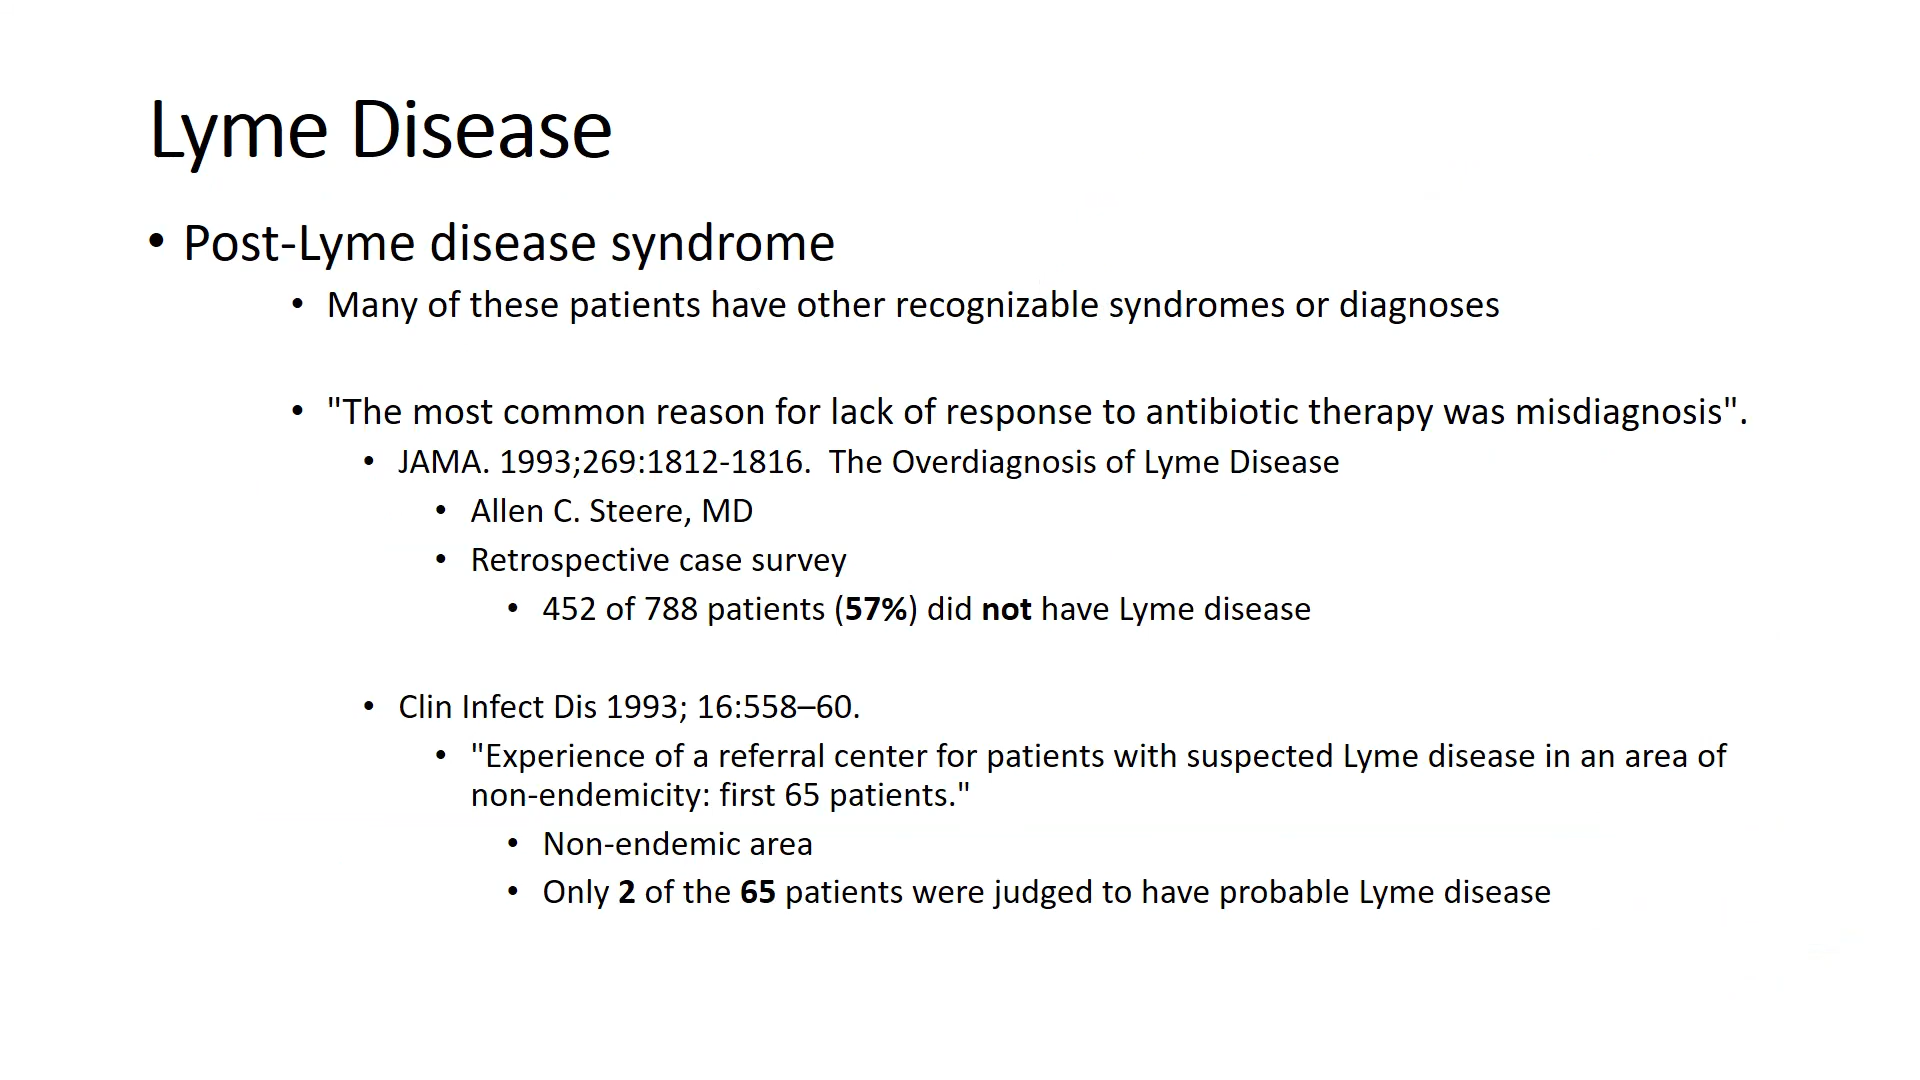 Lyme Disease
• Post-Lyme disease syndrome
• Many of these patients have other recognizable syndromes or diagnoses
• "The most common reason for lack of response to antibiotic therapy was misdiagnosis".
• JAMA. 1993;269:1812-1816.  The Overdiagnosis of Lyme Disease
• Allen C. Steere, MD
• Retrospective case survey
• 452 of 788 patients (57%) did not have Lyme disease
• Clin Infect Dis 1993; 16:558–60.
• "Experience of a referral center for patients with suspected Lyme disease in an area of
non-endemicity: first 65 patients."
• Non-endemic area
• Only 2 of the 65 patients were judged to have probable Lyme disease